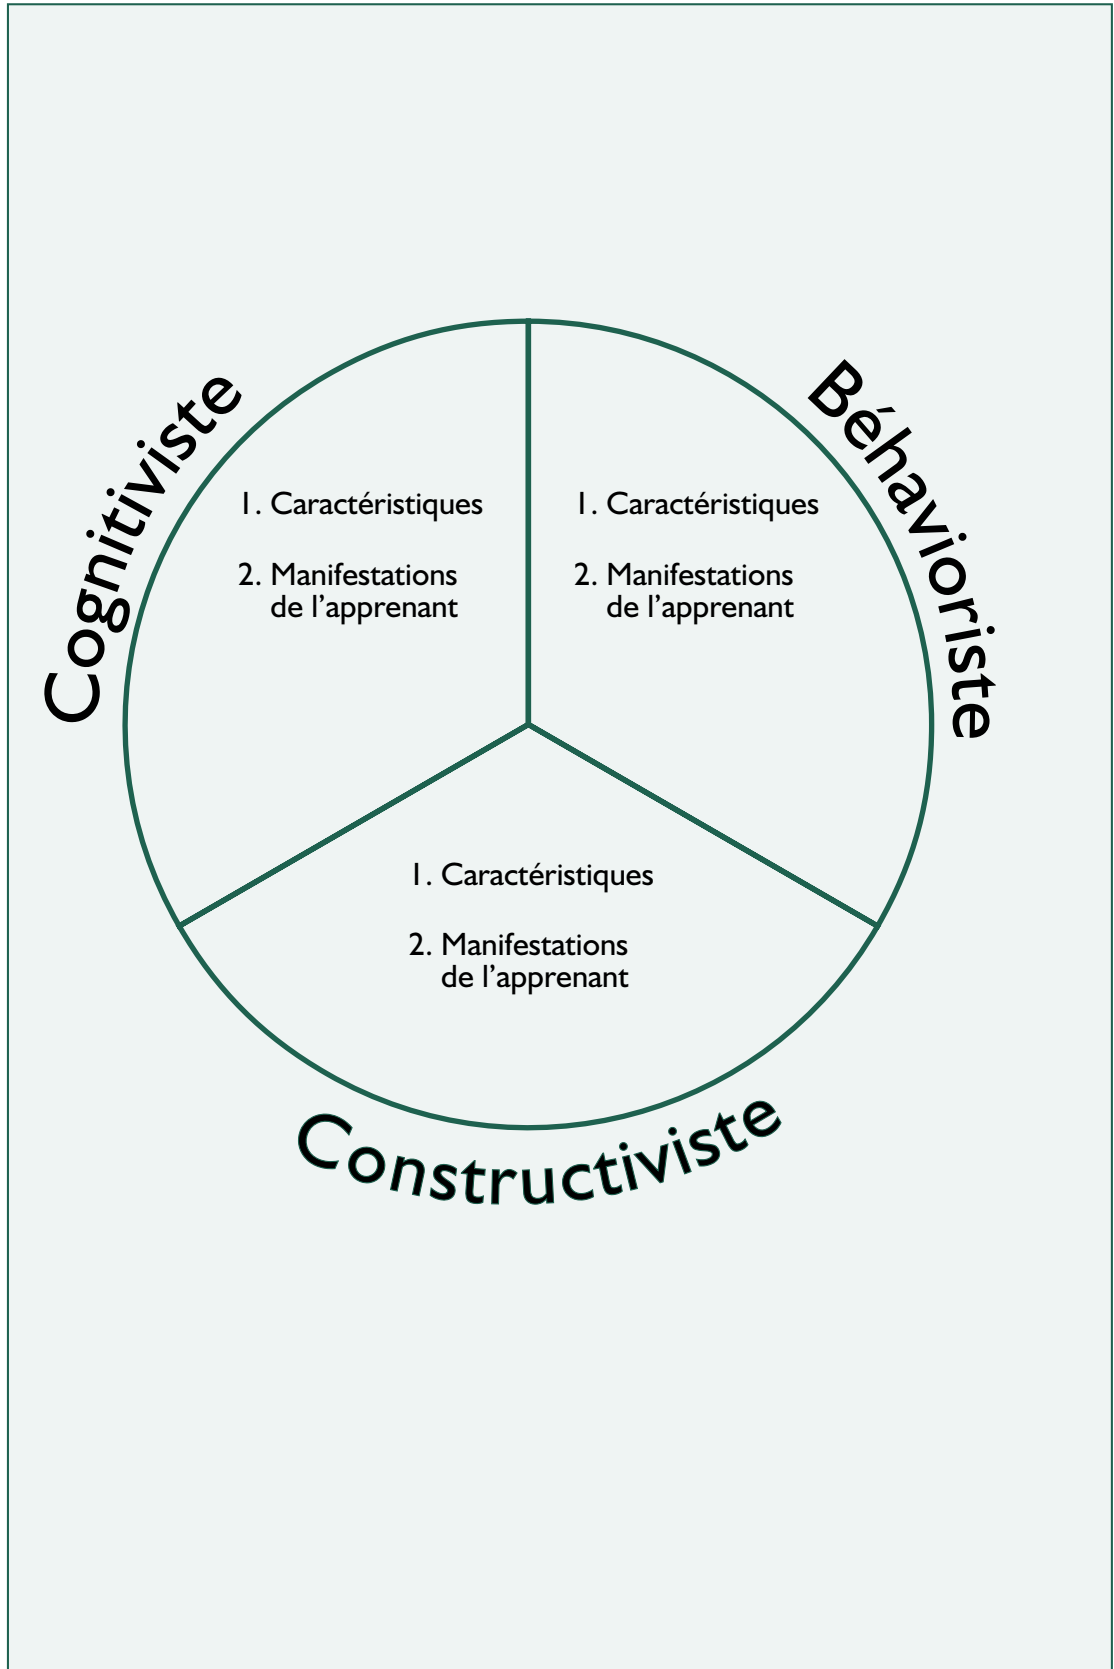 Cognitiviste
1. Caractéristiques
2. Manifestations
de l’apprenant
Béhavioriste
1. Caractéristiques
2. Manifestations
de l’apprenant
1. Caractéristiques
2. Manifestations
de l’apprenant
Constructiviste